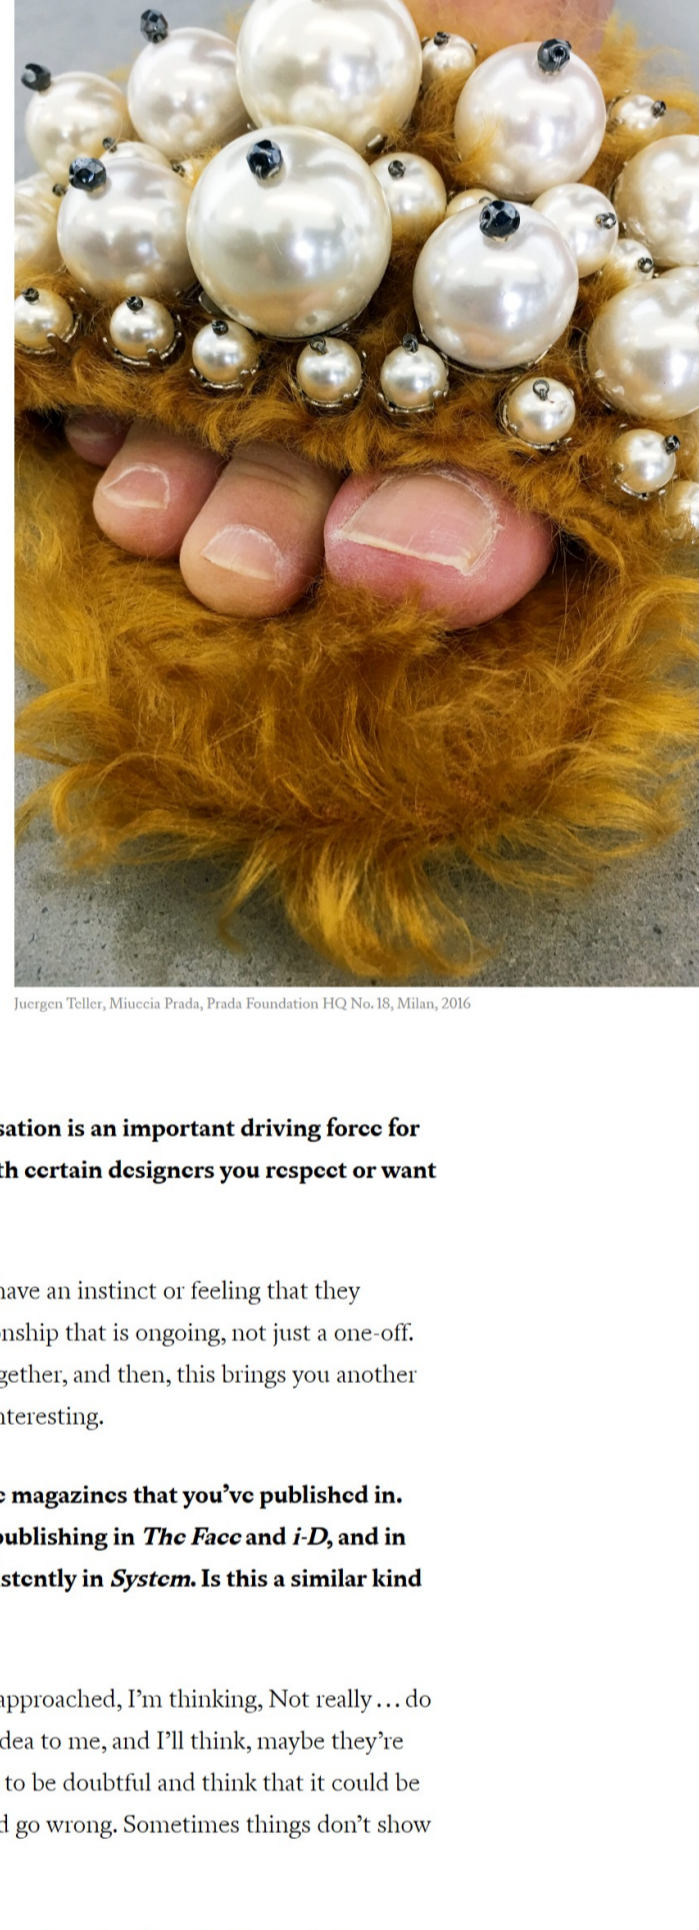 Juergen Teller, Miuccia Prada, Prada Foundation HQ No. 18, Milan, 2016
sation is an important driving force for
th certain designers you respect or want
have an instinct or feeling that they
nship that is ongoing, not just a one-off.
gether, and then, this brings you another
nteresting.
e magazines that you’ve published in.
publishing in The Face and i-D, and in
stently in System. Is this a similar kind
approached, I’m thinking, Not really… do
dea to me, and I’ll think, maybe they’re
to be doubtful and think that it could be
d go wrong. Sometimes things don’t show